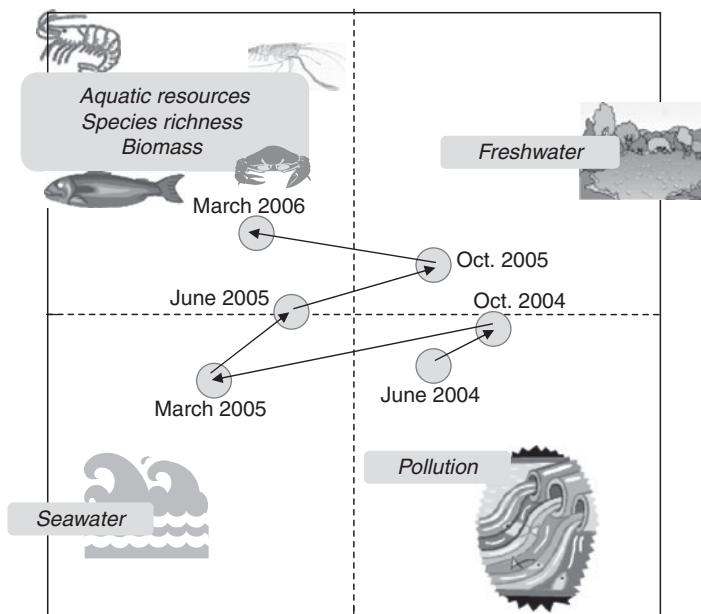 Aquatic resources
Species richness
Biomass
Freshwater
March 2006
Oct. 2005
June 2005
Oct. 2004
March 2005
June 2004
Pollution
Seawater